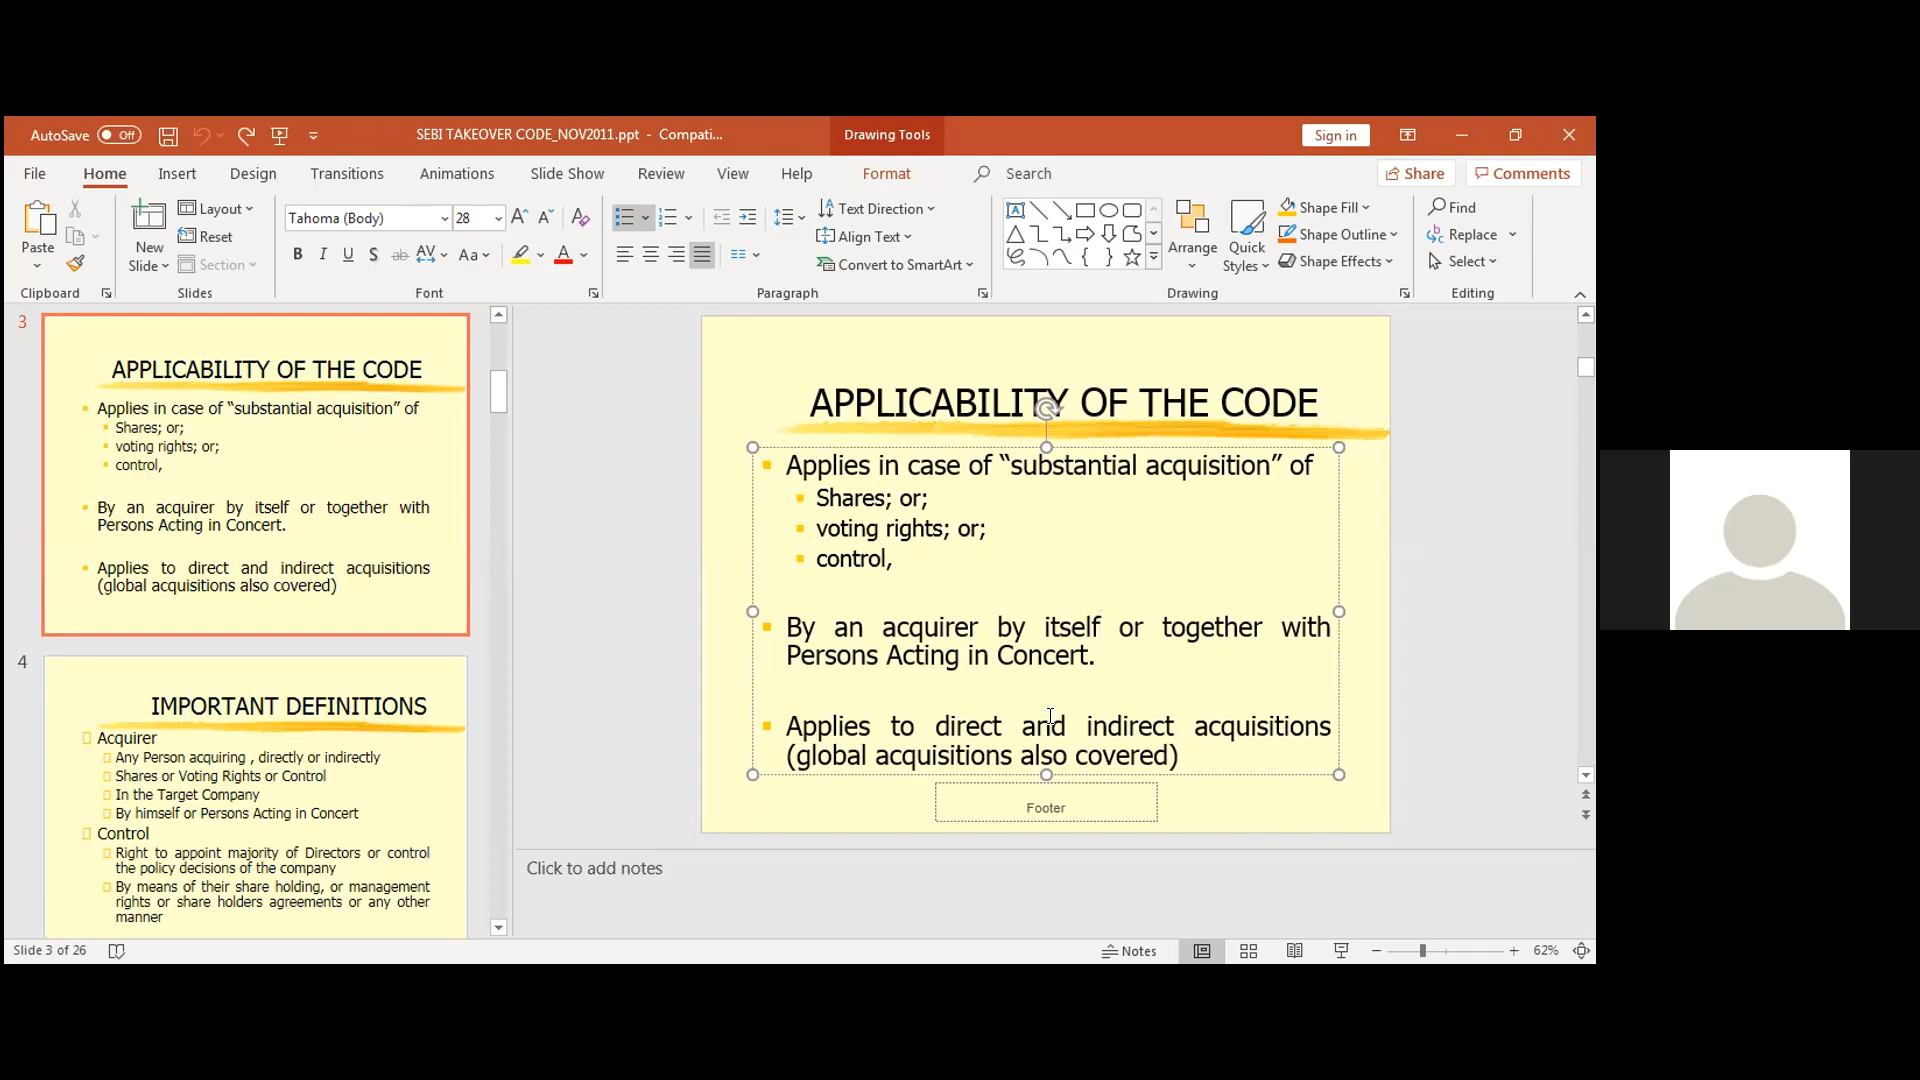 AutoSave Off
SEBI TAKEOVER CODE_NOV2011.ppt - Compati...
Drawing Tools
Sign in
File Home Insert Design Transitions Animations Slide Show Review View Help Format Search
Share Comments
Paste
Clipboard
New
Slide
Layout
Reset
Section
Slides
Tahoma (Body) 28
B I U S ab AV Aa A
Font
Text Direction
Align Text
Convert to SmartArt
Paragraph
Arrange
Quick
Styles
Shape Fill
Shape Outline
Shape Effects
Drawing
Find
Replace
Select
Editing
3
APPLICABILITY OF THE CODE
Applies in case of “substantial acquisition” of
Shares; or;
voting rights; or;
control,
By an acquirer by itself or together with
Persons Acting in Concert.
Applies to direct and indirect acquisitions
(global acquisitions also covered)
4
IMPORTANT DEFINITIONS
Acquirer
Any Person acquiring , directly or indirectly
Shares or Voting Rights or Control
In the Target Company
By himself or Persons Acting in Concert
Control
Right to appoint majority of Directors or control
the policy decisions of the company
By means of their share holding, or management
rights or share holders agreements or any other
manner
APPLICABILITY OF THE CODE
Applies in case of “substantial acquisition” of
Shares; or;
voting rights; or;
control,
By an acquirer by itself or together with
Persons Acting in Concert.
Applies to direct and indirect acquisitions
(global acquisitions also covered)
Footer
Click to add notes
Slide 3 of 26
Notes
62%